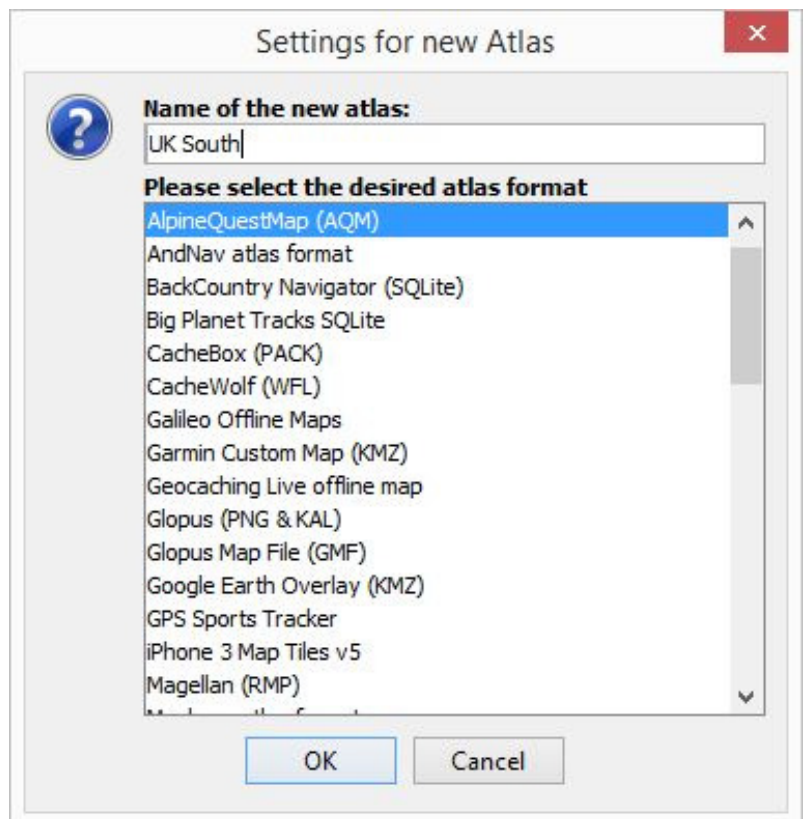 Settings for new Atlas
Name of the new atlas:
UK South
Please select the desired atlas format
AlpineQuestMap (AQM)
AndNav atlas format
BackCountry Navigator (SQLite)
Big Planet Tracks SQLite
CacheBox (PACK)
CacheWolf (WFL)
Galileo Offline Maps
Garmin Custom Map (KMZ)
Geocaching Live offline map
Glopus (PNG & KAL)
Glopus Map File (GMF)
Google Earth Overlay (KMZ)
GPS Sports Tracker
iPhone 3 Map Tiles v5
Magellan (RMP)
OK Cancel